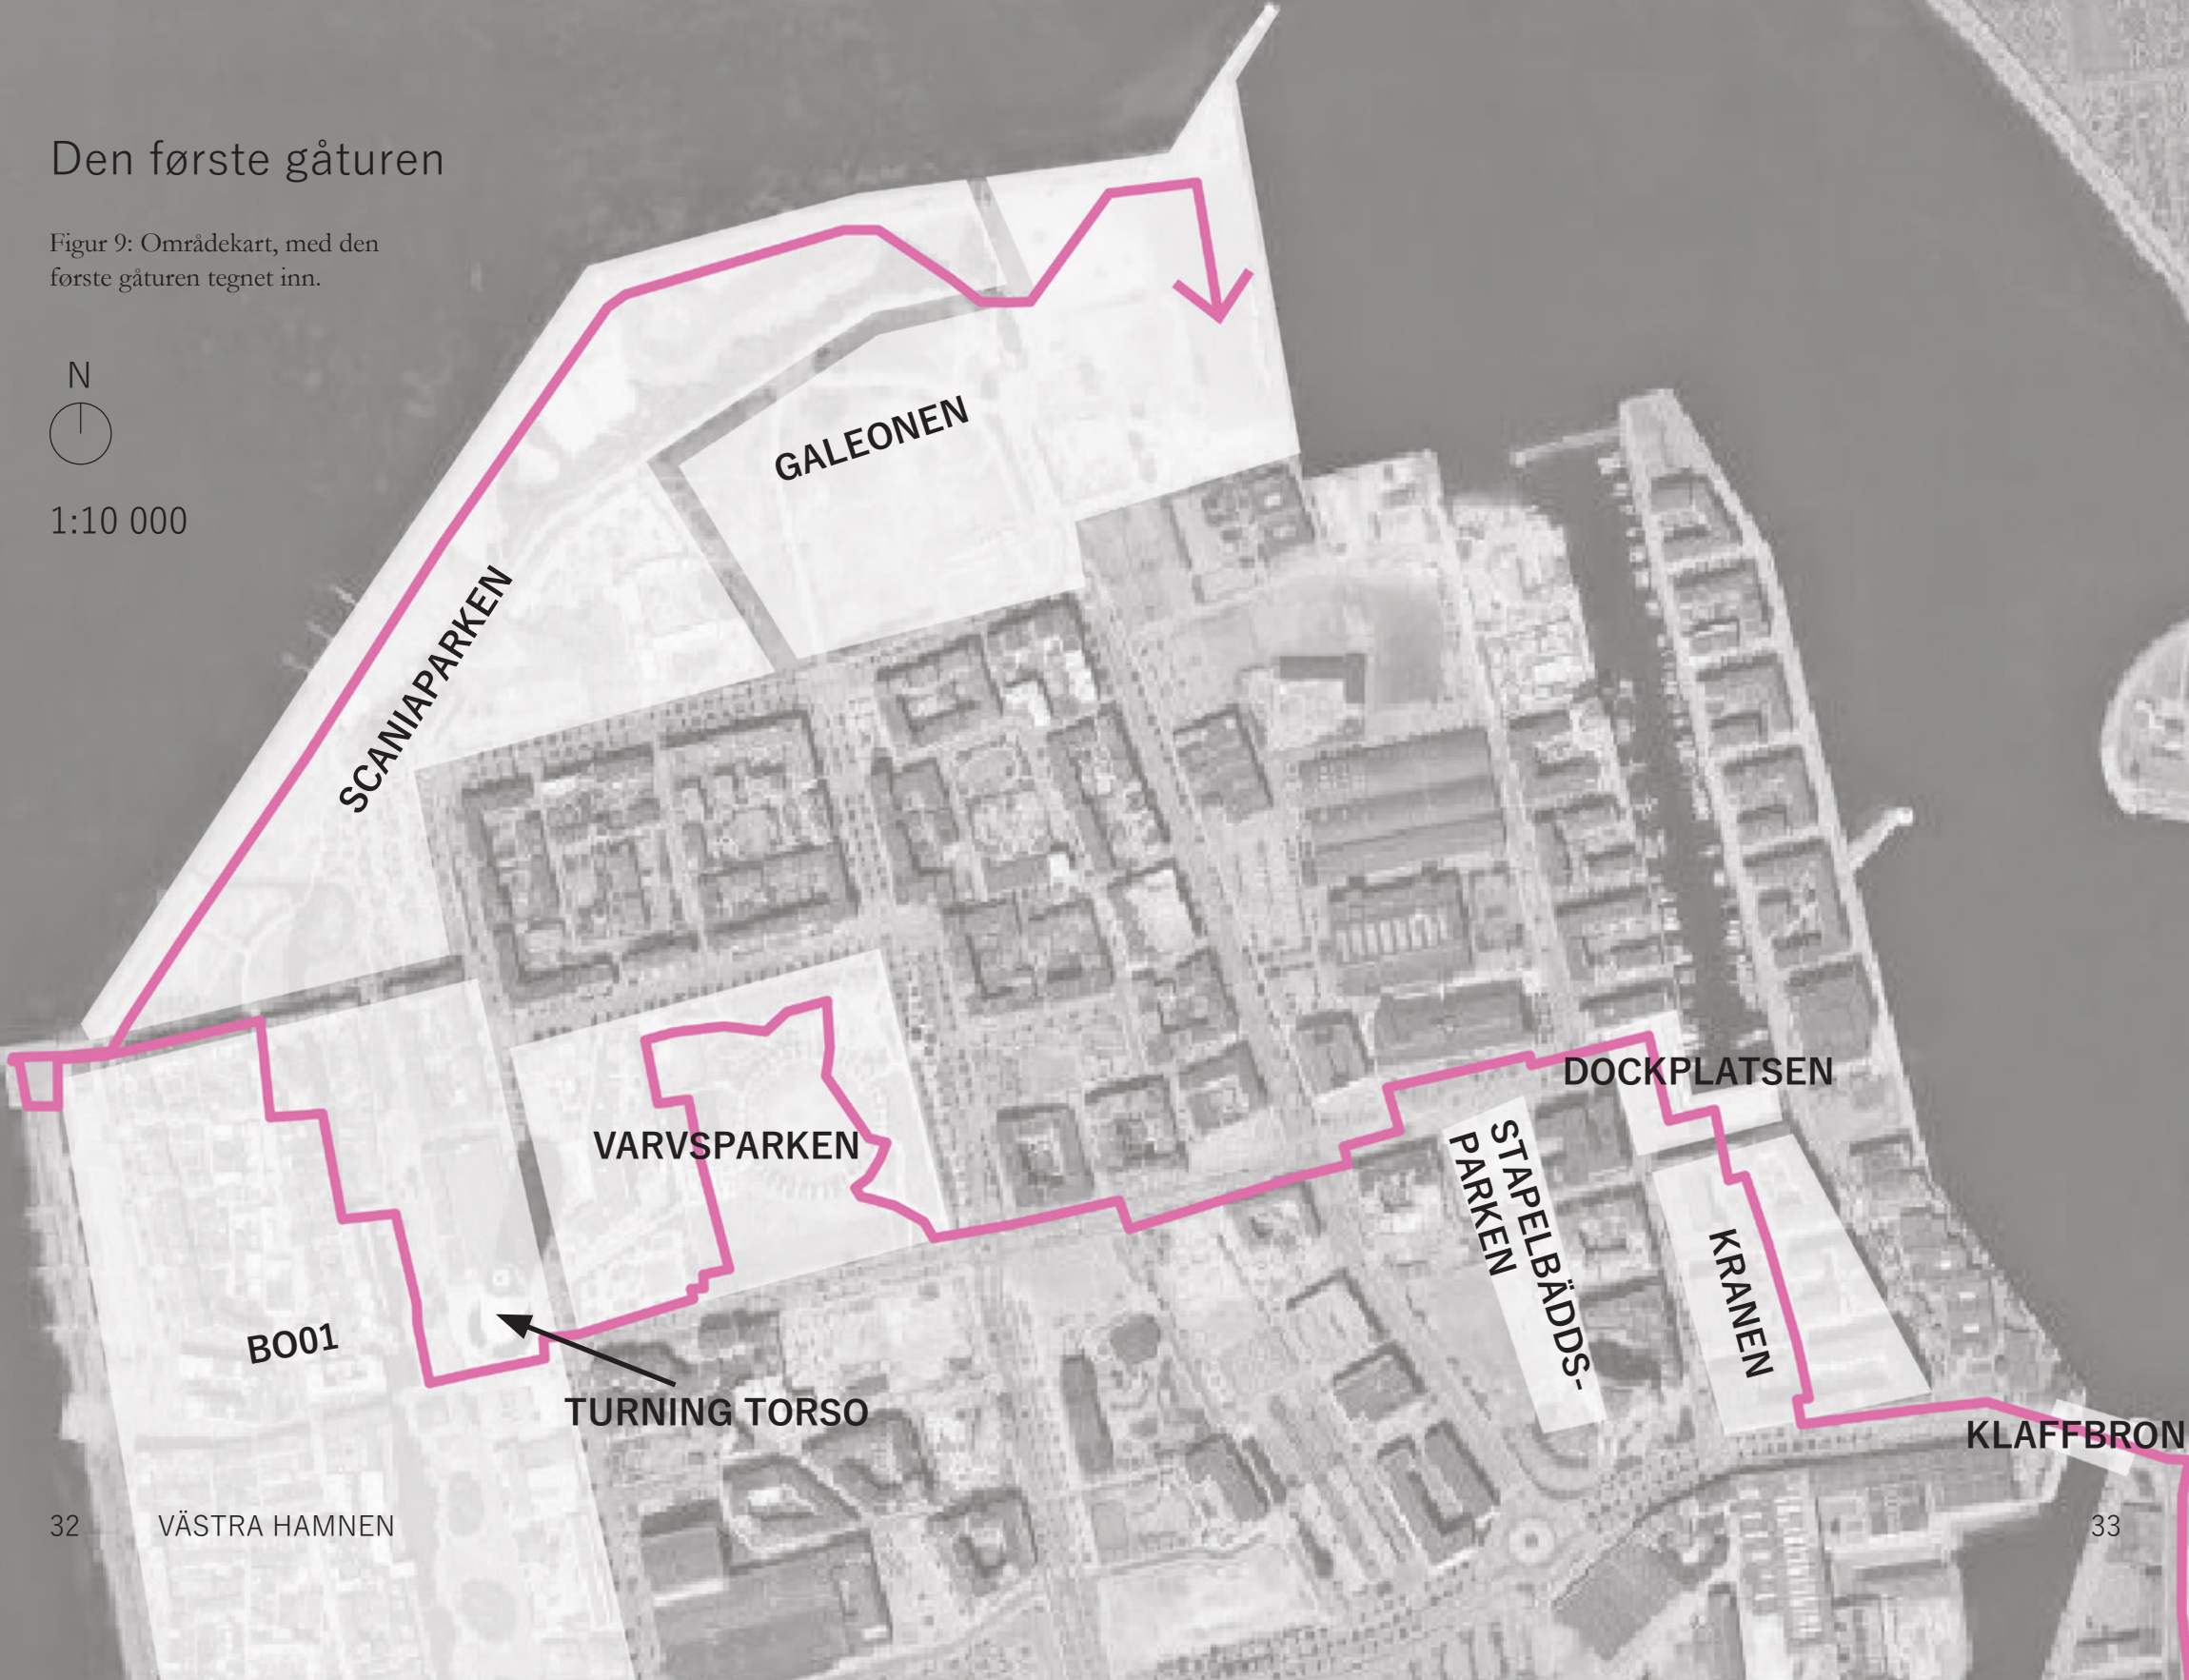 Den første gåturen
Figur 9: Områdekart, med den
første gåturen tegnet inn.
N
1:10 000
GALEONEN
SCANIAPARKEN
DOCKPLATSEN
VARVSPARKEN
STAPELBÄDDS-
PARKEN
KRANEN
BO01
TURNING TORSO
KLAFFBRON
32
VÄSTRA HAMNEN
33